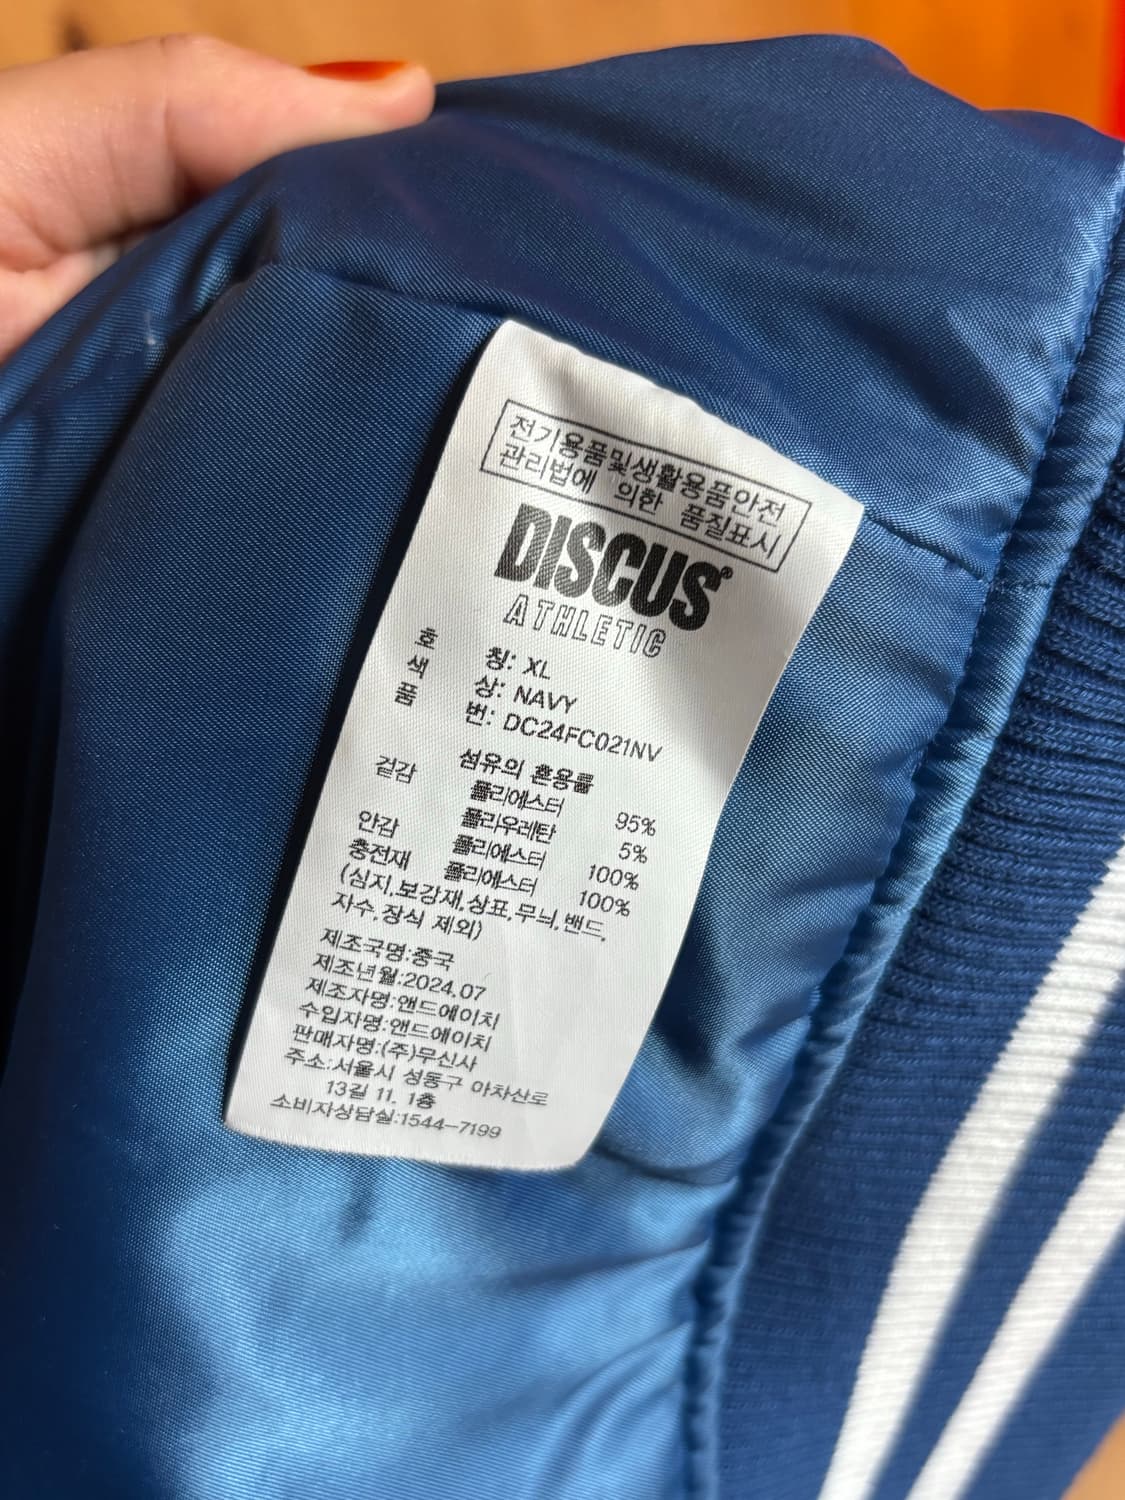 전기용품및생활용품안전
관리법에 의한 품질표시
DISCUS®
ATHLETIC
호칭: XL
색상: NAVY
품번: DC24FC021NV
섬유의 혼용률
겉감 폴리에스터 95%
폴리우레탄 5%
안감 폴리에스터 100%
충전재 폴리에스터 100%
(심지,보강재,상표,무늬,밴드,
자수,장식 제외)
제조국명:중국
제조년월:2024.07
제조자명:앤드에이치
수입자명:앤드에이치
판매자명:(주)무신사
주소:서울시 성동구 아차산로
13길 11, 1층
소비자상담실:1544-7199